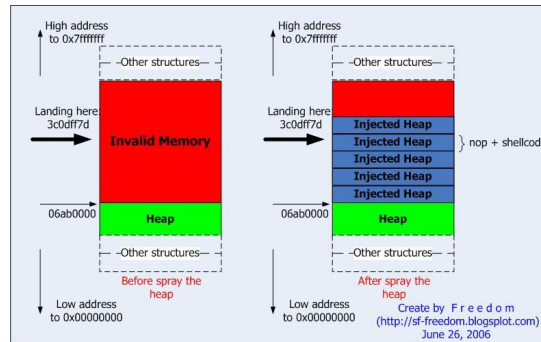 High address
to 0x7fffffff
Other structures
Landing here:
3c0dff7d
Invalid Memory
06ab0000
Heap
Other structures
Before spray the
heap
Low address
to 0x00000000
High address
to 0x7fffffff
Other structures
Landing here:
3c0dff7d
Injected Heap
Injected Heap
Injected Heap
Injected Heap
Injected Heap
nop + shellcod
06ab0000
Heap
Other structures
After spray the
heap
Low address
to 0x00000000
Create by F r e e d o m
(http://sf-freedom.blogspot.com)
June 26, 2006